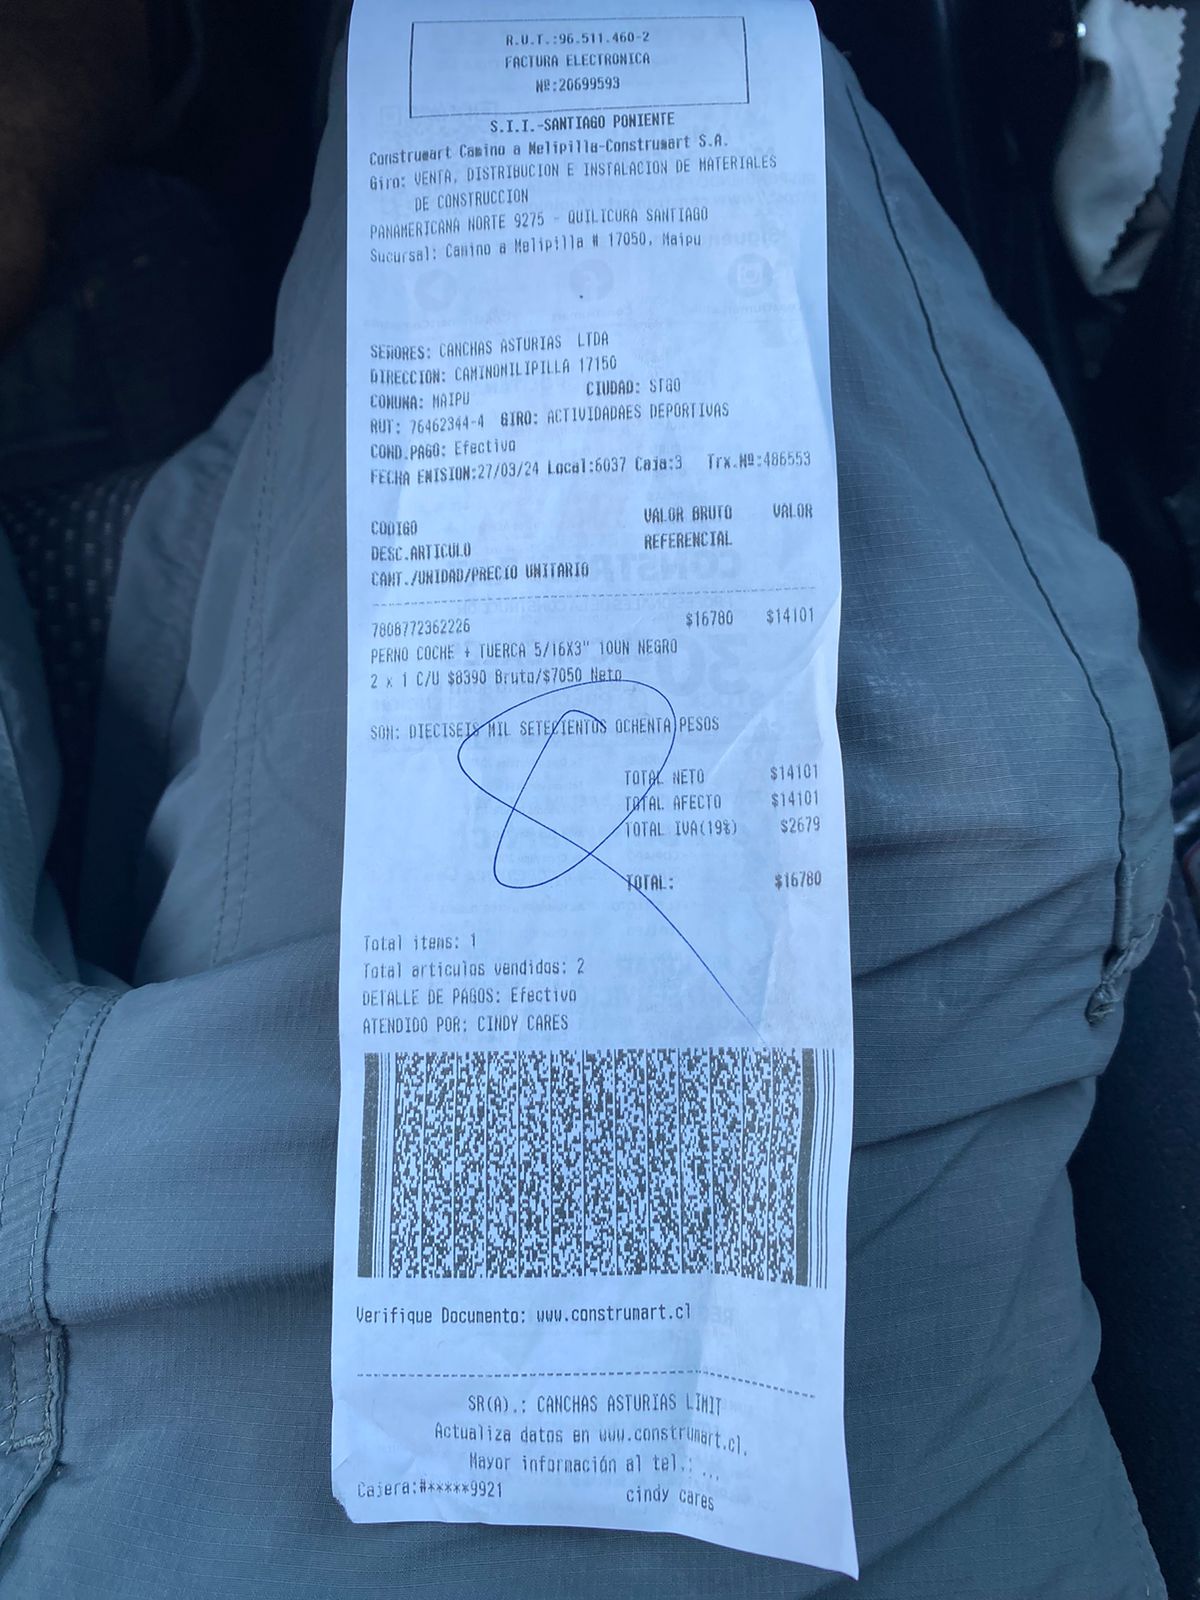 R.U.T.:96.511.460-2
FACTURA ELECTRONICA
Nº:20699593
S.I.I.-SANTIAGO PONIENTE
Construmart Camino a Melipilla-Construmart S.A.
Giro: VENTA, DISTRIBUCION E INSTALACION DE MATERIALES
DE CONSTRUCCION
PANAMERICANA NORTE 9275 - QUILICURA SANTIAGO
Sucursal: Camino a Melipilla # 17050, Maipu
SEÑORES: CANCHAS ASTURIAS LTDA
DIRECCION: CAMINOMILIPILLA 17150
COMUNA: MAIPU CIUDAD: STGO
RUT: 76462344-4 GIRO: ACTIVIDADAES DEPORTIVAS
COND.PAGO: Efectivo
FECHA EMISION:27/03/24 Local:6037 Caja:3 Trx.Nº:486553
CODIGO VALOR BRUTO VALOR
DESC.ARTICULO REFERENCIAL
CANT./UNIDAD/PRECIO UNITARIO
7808772362226 $16780 $14101
PERNO COCHE + TUERCA 5/16X3" 10UN NEGRO
2 x 1 C/U $8390 Bruto/$7050 Neto
SON: DIECISEIS MIL SETECIENTOS OCHENTA PESOS
TOTAL NETO $14101
TOTAL AFECTO $14101
TOTAL IVA(19%) $2679
TOTAL: $16780
Total items: 1
Total articulos vendidos: 2
DETALLE DE PAGOS: Efectivo
ATENDIDO POR: CINDY CARES
Verifique Documento: www.construmart.cl
SR(A).: CANCHAS ASTURIAS LIMIT
Actualiza datos en www.construmart.cl.
Mayor información al tel.: ...
Cajera:#*****9921 cindy cares